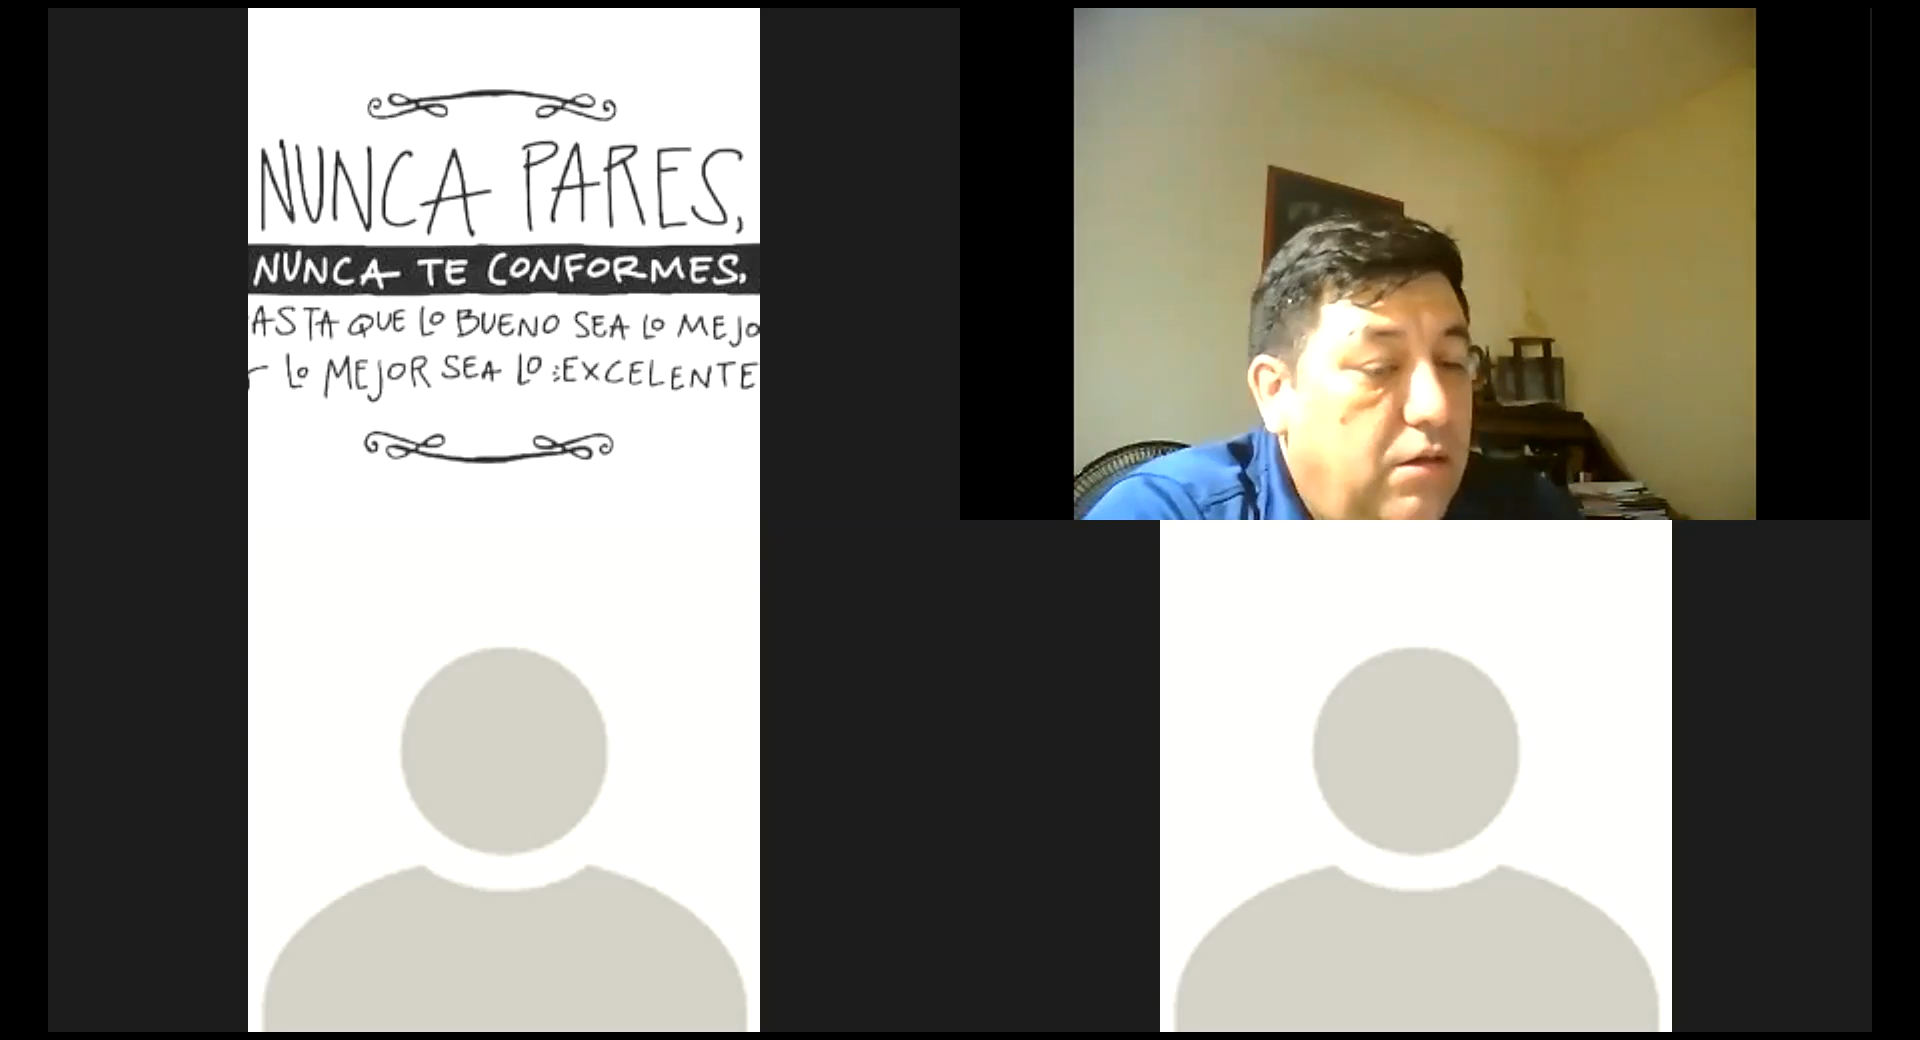 NUNCA PARES,
NUNCA TE CONFORMES.
ASTA QUE LO BUENO SEA LO MEJO
LO MEJOR SEA LO EXCELENTE